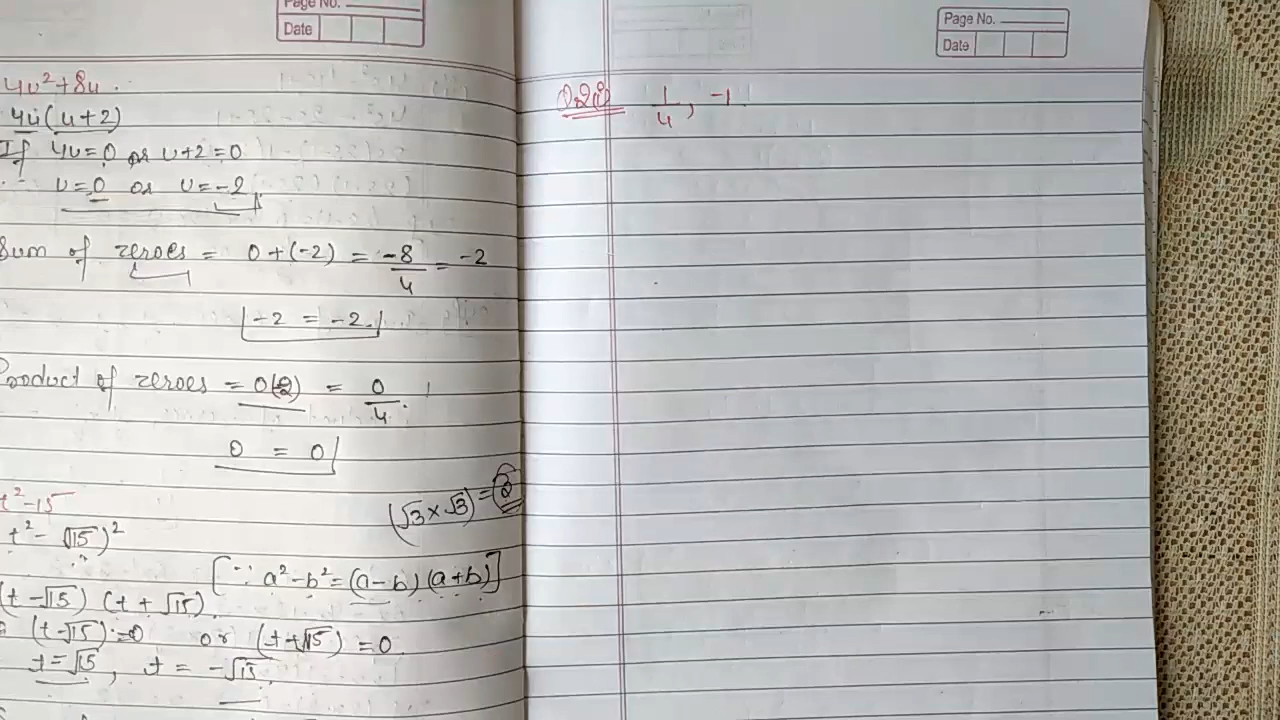 Page No.
Date
4u²+8u.
4u(u+2)
If 4u=0 or u+2=0
∴ u=0 or u=-2
Sum of zeroes = 0+(-2) = -8/4 = -2
-2 = -2
Product of zeroes = 0(-2) = 0/4.
0 = 0
t²-15
(√3×√3)=3
t²-(√15)²
[∵ a²-b²=(a-b)(a+b)]
(t-√15) (t+√15)
(t-√15)=0 or (t+√15)=0.
t=√15, t = -√15.
Page No.
Date
Q.2(i) 1/4, -1